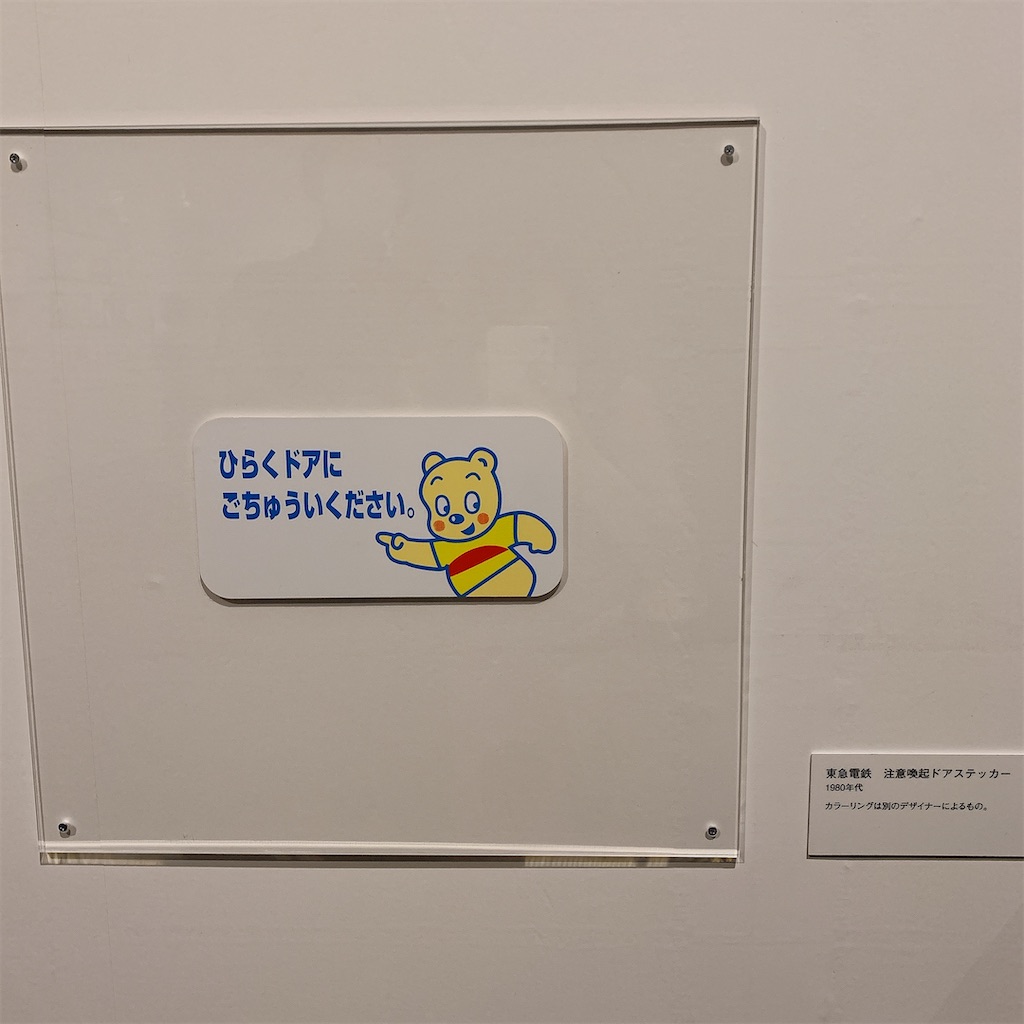 ひらくドアに
ごちゅういください。
東急電鉄　注意喚起ドアステッカー
1980年代
カラーリングは別のデザイナーによるもの。